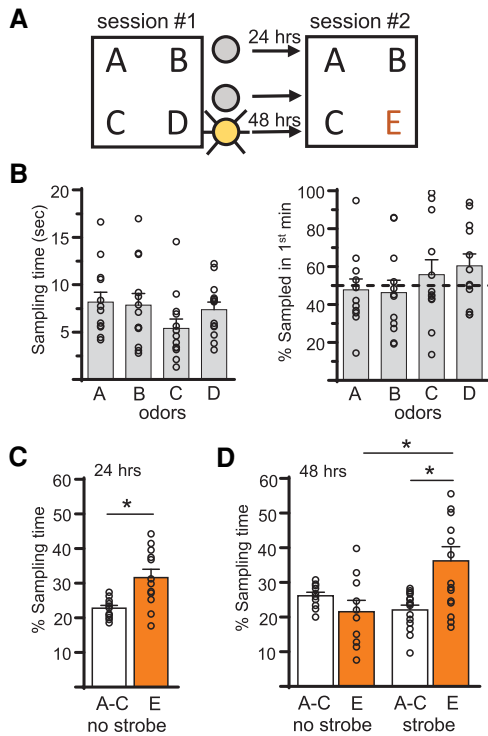 A
session #1
session #2
A B
C D
24 hrs
48 hrs
A B
C E
B
Sampling time (sec)
20
15
10
5
A B C D
odors
% Sampled in 1st min
100
80
60
40
20
A B C D
odors
C
24 hrs
% Sampling time
60
50
40
30
20
10
*
A-C E
no strobe
D
48 hrs
% Sampling time
60
50
40
30
20
10
*
*
A-C E A-C E
no strobe strobe